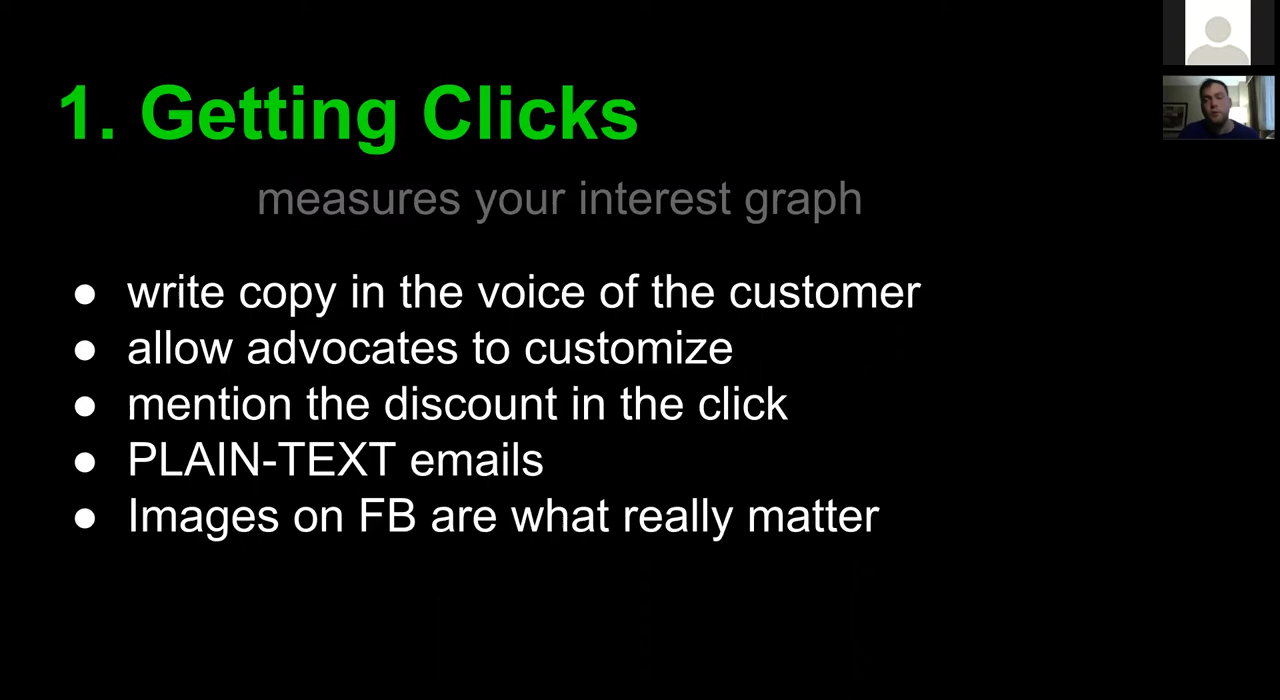 1. Getting Clicks
measures your interest graph
● write copy in the voice of the customer
● allow advocates to customize
● mention the discount in the click
● PLAIN-TEXT emails
● Images on FB are what really matter